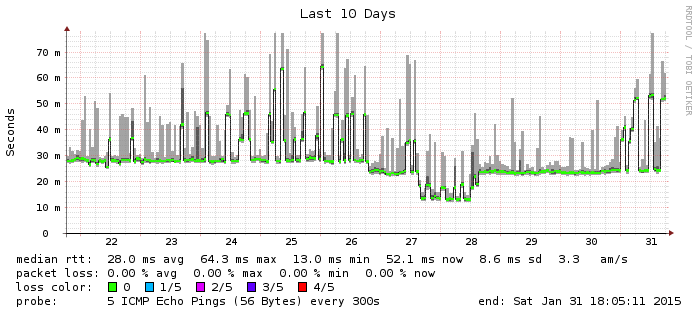 Last 10 Days
RRDTOOL / TOBI OETIKER
Seconds
70 m
60 m
50 m
40 m
30 m
20 m
10 m
0
22 23 24 25 26 27 28 29 30 31
median rtt: 28.0 ms avg 64.3 ms max 13.0 ms min 52.1 ms now 8.6 ms sd 3.3 am/s
packet loss: 0.00 % avg 0.00 % max 0.00 % min 0.00 % now
loss color: 0 1/5 2/5 3/5 4/5
probe: 5 ICMP Echo Pings (56 Bytes) every 300s end: Sat Jan 31 18:05:11 2015